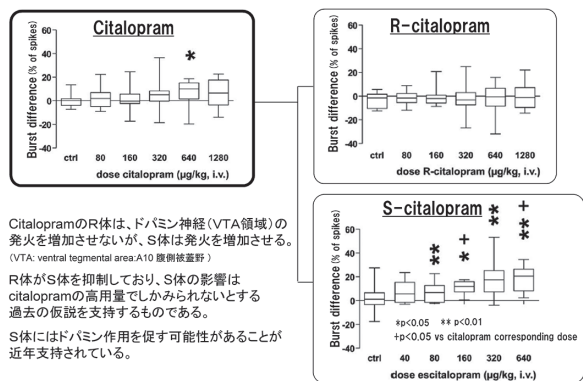 Citalopram
Burst difference (% of spikes)
60
40
20
0
-20
-40
*
ctrl 80 160 320 640 1280
dose citalopram (µg/kg, i.v.)
R-citalopram
Burst difference (% of spikes)
60
40
20
0
-20
-40
ctrl 80 160 320 640 1280
dose R-citalopram (µg/kg, i.v.)
CitalopramのR体は、ドパミン神経(VTA領域)の
発火を増加させないが、S体は発火を増加させる。
(VTA: ventral tegmental area:A10 腹側被蓋野 )
R体がS体を抑制しており、S体の影響は
citalopramの高用量でしかみられないとする
過去の仮説を支持するものである。
S体にはドパミン作用を促す可能性があることが
近年支持されている。
S-citalopram
Burst difference (% of spikes)
60
40
20
0
-20
** + * ** + **
*p<0.05 ** p<0.01
+p<0.05 vs citalopram corresponding dose
ctrl 40 80 160 320 640
dose escitalopram (µg/kg, i.v.)